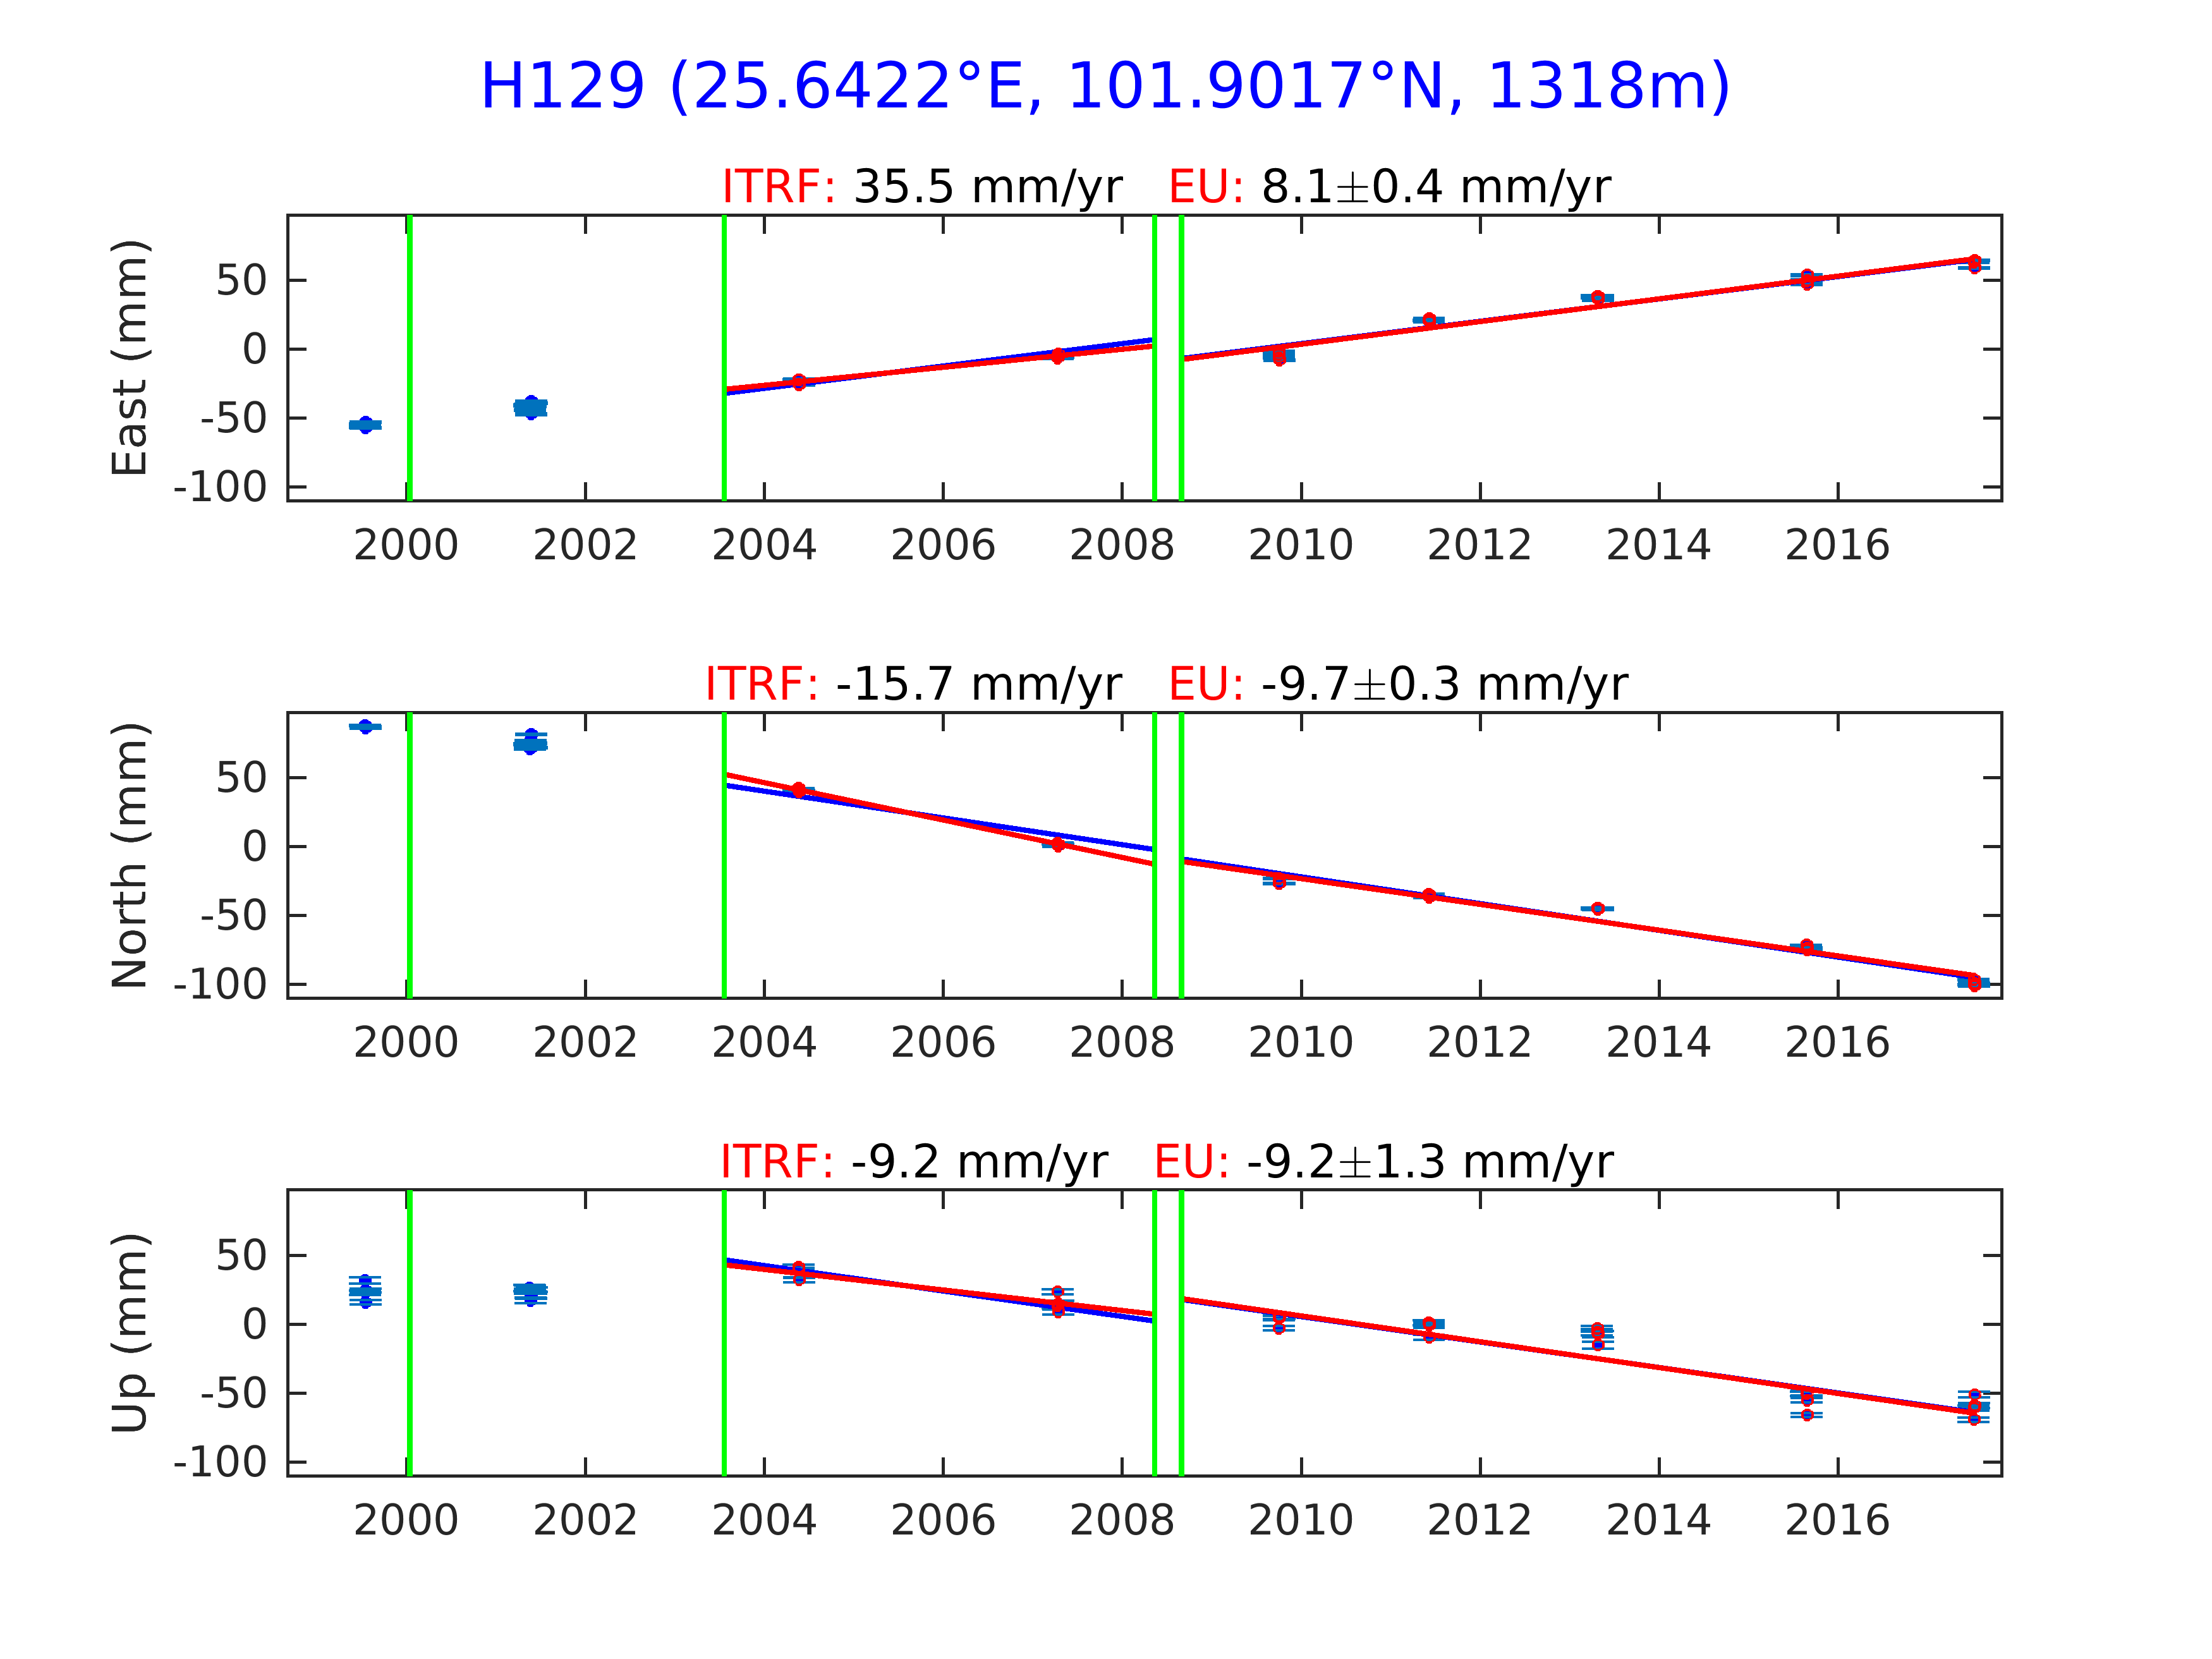 H129 (25.6422°E, 101.9017°N, 1318m)
ITRF: 35.5 mm/yr EU: 8.1±0.4 mm/yr
East (mm)
50
0
-50
-100
2000 2002 2004 2006 2008 2010 2012 2014 2016
ITRF: -15.7 mm/yr EU: -9.7±0.3 mm/yr
North (mm)
50
0
-50
-100
2000 2002 2004 2006 2008 2010 2012 2014 2016
ITRF: -9.2 mm/yr EU: -9.2±1.3 mm/yr
Up (mm)
50
0
-50
-100
2000 2002 2004 2006 2008 2010 2012 2014 2016